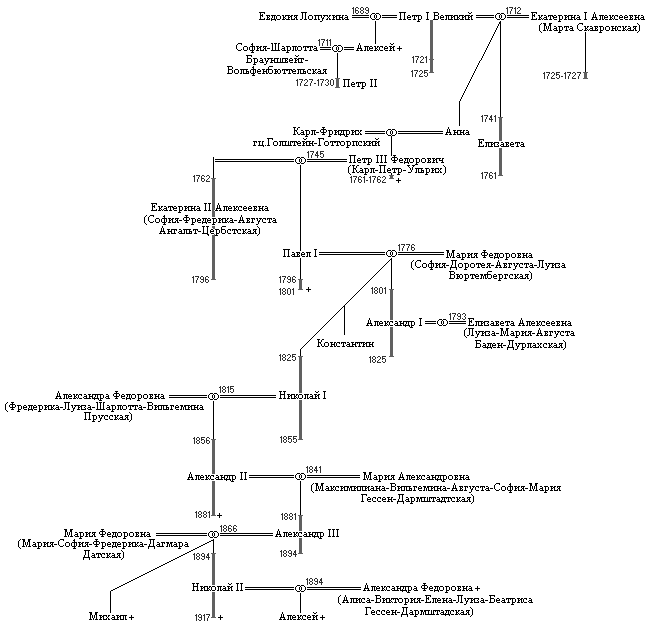 1689
1712
Евдокия Лопухина
Петр I Великий
Екатерина I Алексеевна
(Марта Скавронская)
1711
София-Шарлотта
Алексей+
Брауншвейг-
Вольфенбюттельская
1721
1725
1725-1727
1727-1730
Петр II
1741
Карл-Фридрих
Анна
гц.Голштейн-Готторпский
Елизавета
1745
Петр III Федорович
(Карл-Петр-Ульрих)
1762
1761-1762
+
1761
Екатерина II Алексеевна
(София-Фредерика-Августа
Ангальт-Цербстская)
1776
Павел I
Мария Федоровна
(София-Доротея-Августа-Луиза
Вюртембергская)
1796
1796
1801
+
1801
1793
Александр I
Елизавета Алексеевна
(Луиза-Мария-Августа
Баден-Дурлахская)
Константин
1825
1825
1815
Александра Федоровна
Николай I
(Фредерика-Луиза-Шарлотта-Вильгемина
Прусская)
1856
1855
1841
Александр II
Мария Александровна
(Максимилиана-Вильгемина-Августа-София-Мария
Гессен-Дармштадтская)
1881
+
1881
1866
Мария Федоровна
Александр III
(Мария-София-Фредерика-Дагмара
Датская)
1894
1894
1894
Николай II
Александра Федоровна+
(Алиса-Виктория-Елена-Луиза-Беатриса
Гессен-Дармштадская)
Михаил+
1917
+
Алексей+